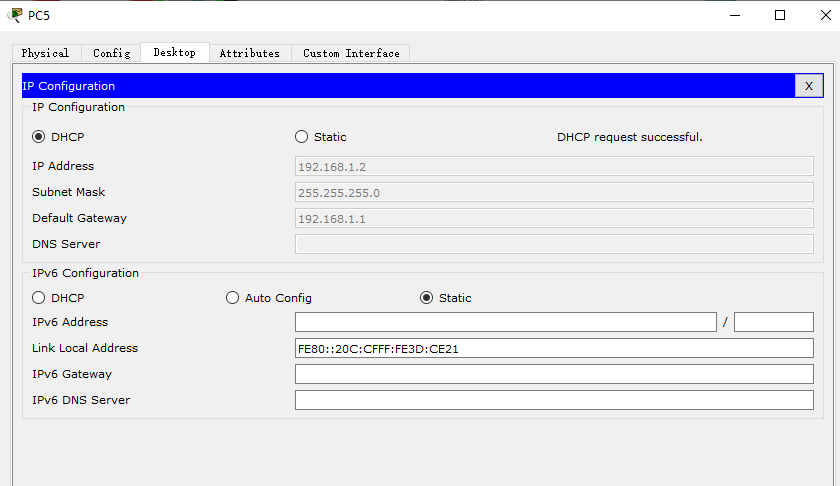 PC5
Physical Config Desktop Attributes Custom Interface
IP Configuration X
IP Configuration
DHCP Static DHCP request successful.
IP Address 192.168.1.2
Subnet Mask 255.255.255.0
Default Gateway 192.168.1.1
DNS Server
IPv6 Configuration
DHCP Auto Config Static
IPv6 Address /
Link Local Address FE80::20C:CFFF:FE3D:CE21
IPv6 Gateway
IPv6 DNS Server